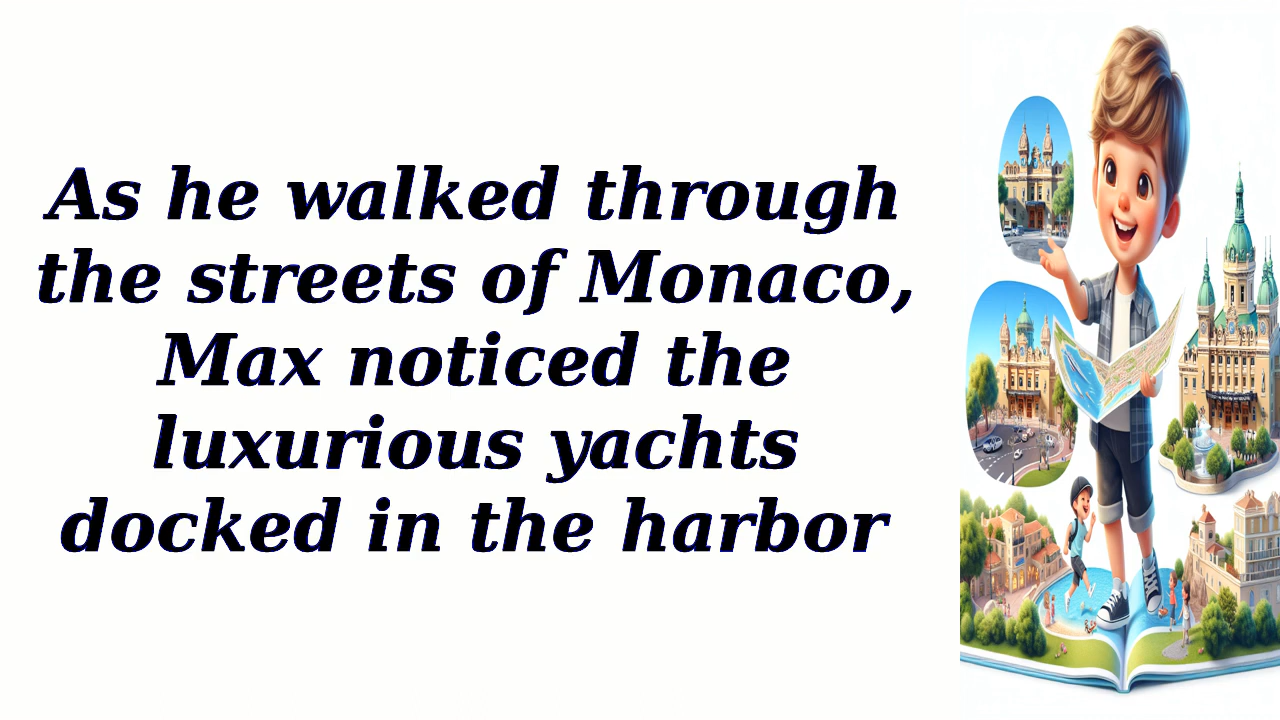 As he walked through
the streets of Monaco,
Max noticed the
luxurious yachts
docked in the harbor